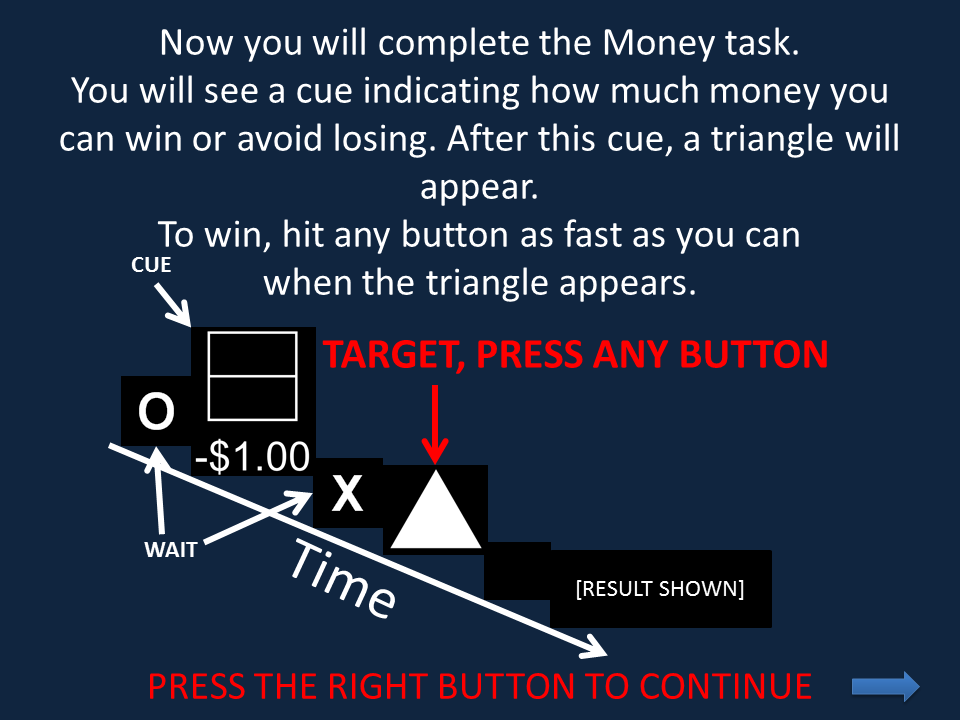 Now you will complete the Money task.
You will see a cue indicating how much money you
can win or avoid losing. After this cue, a triangle will
appear.
To win, hit any button as fast as you can
when the triangle appears.
CUE
TARGET, PRESS ANY BUTTON
O
-$1.00
X
WAIT
Time
[RESULT SHOWN]
PRESS THE RIGHT BUTTON TO CONTINUE